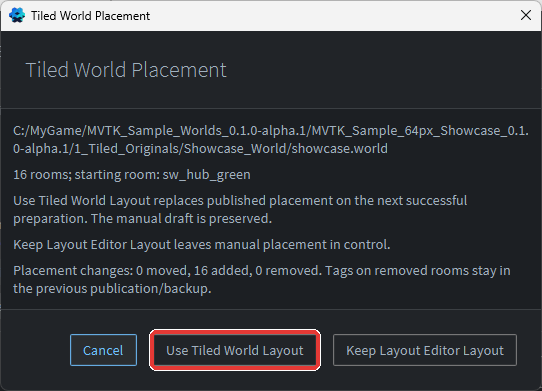 Tiled World Placement
Tiled World Placement
C:/MyGame/MVTK_Sample_Worlds_0.1.0-alpha.1/MVTK_Sample_64px_Showcase_0.1.
0-alpha.1/1_Tiled_Originals/Showcase_World/showcase.world
16 rooms; starting room: sw_hub_green
Use Tiled World Layout replaces published placement on the next successful
preparation. The manual draft is preserved.
Keep Layout Editor Layout leaves manual placement in control.
Placement changes: 0 moved, 16 added, 0 removed. Tags on removed rooms stay in
the previous publication/backup.
Cancel
Use Tiled World Layout
Keep Layout Editor Layout